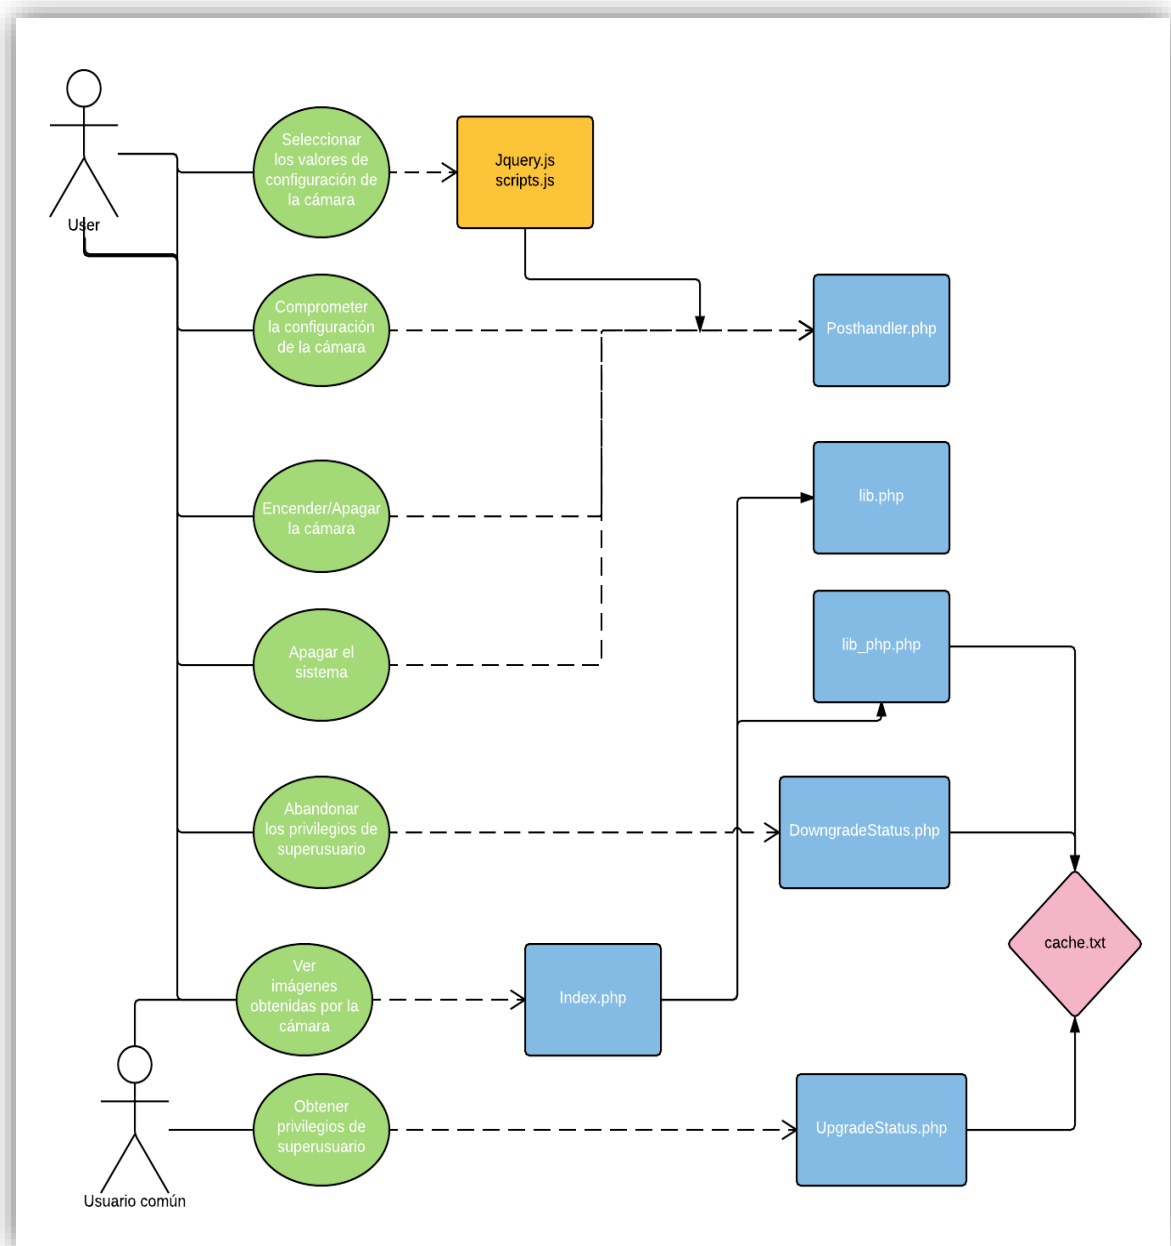 User
Seleccionar
los valores de
configuración de
la cámara
Jquery.js
scripts.js
Comprometer
la configuración
de la cámara
Posthandler.php
Encender/Apagar
la cámara
lib.php
Apagar el
sistema
lib_php.php
Abandonar
los privilegios de
superusuario
DowngradeStatus.php
cache.txt
Ver
imágenes
obtenidas por la
cámara
Index.php
Obtener
privilegios de
superusuario
UpgradeStatus.php
Usuario común